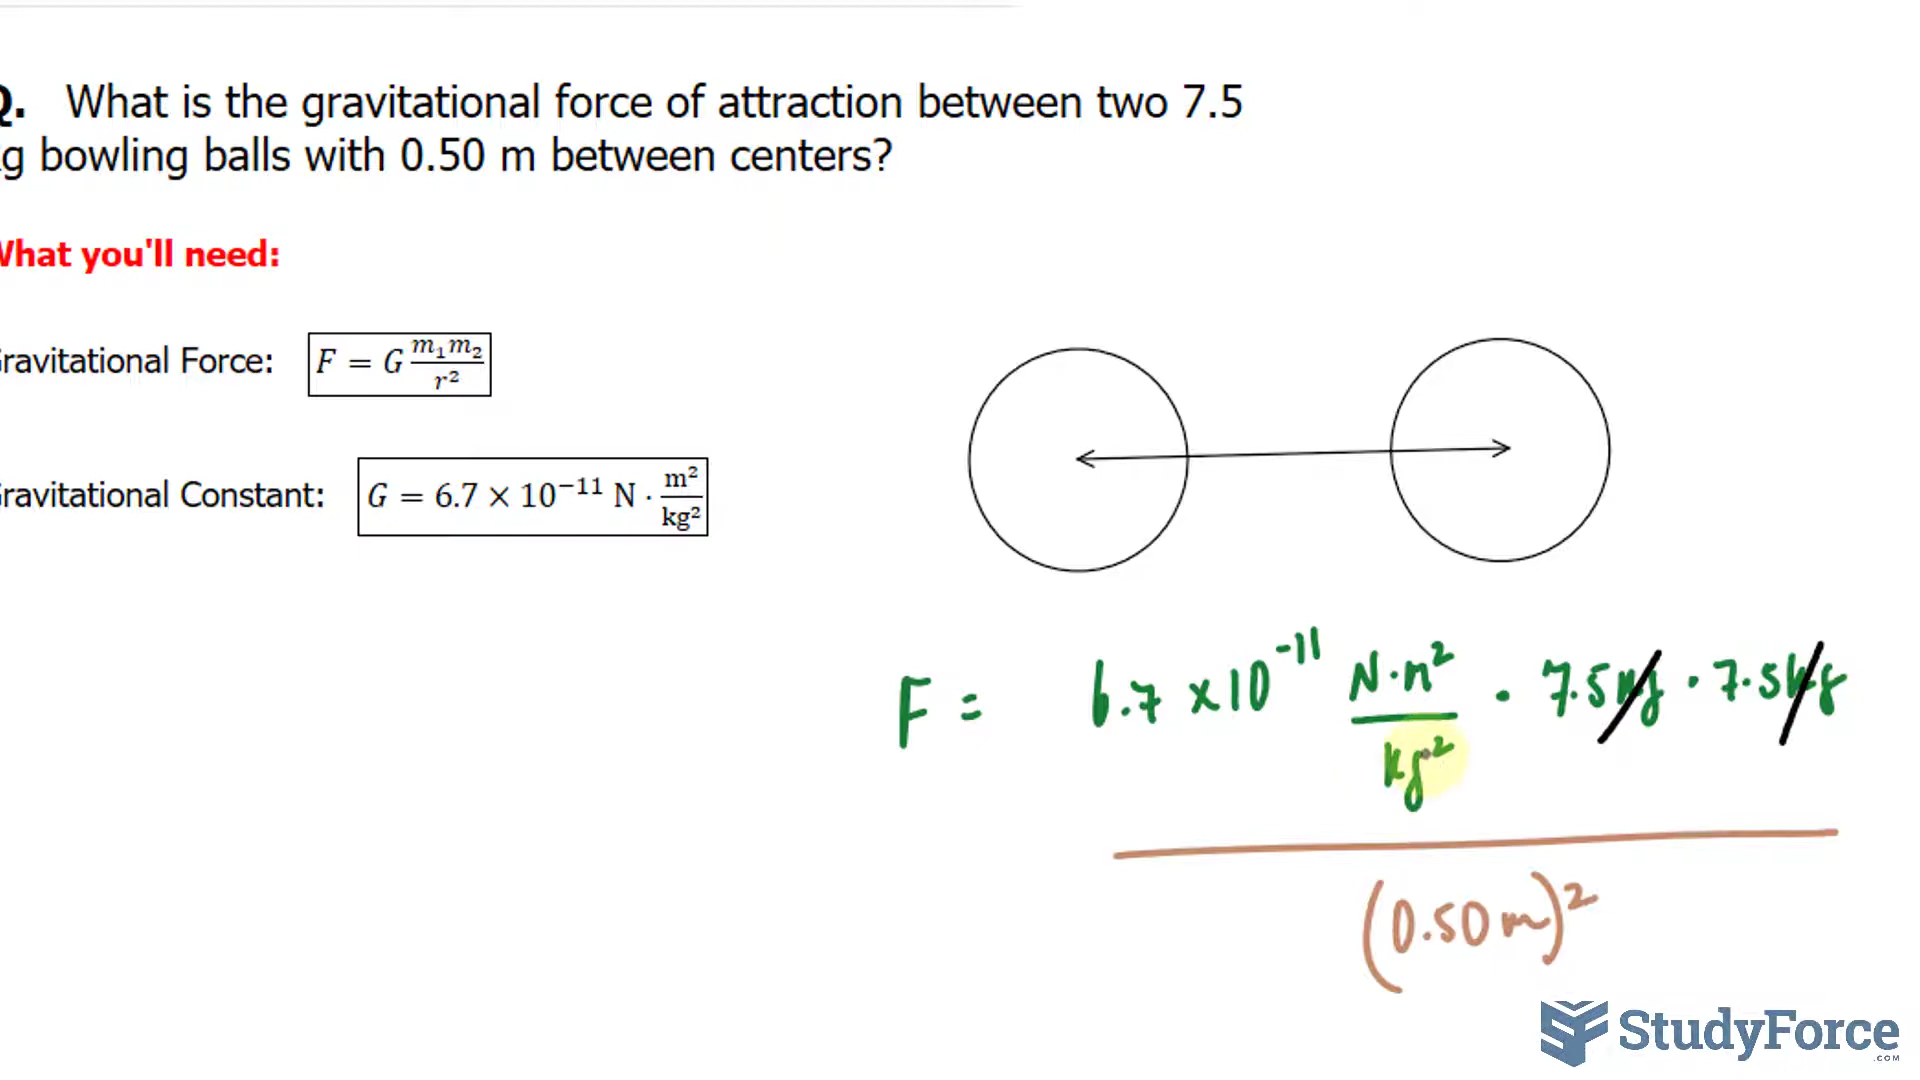 Q. What is the gravitational force of attraction between two 7.5
g bowling balls with 0.50 m between centers?
What you'll need:
ravitational Force: F = G m₁m₂/r²
ravitational Constant: G = 6.7 × 10⁻¹¹ N · m²/kg²
F = 6.7 × 10⁻¹¹ N·m²/kg² · 7.5 kg · 7.5 kg
(0.50 m)²
StudyForce
.COM